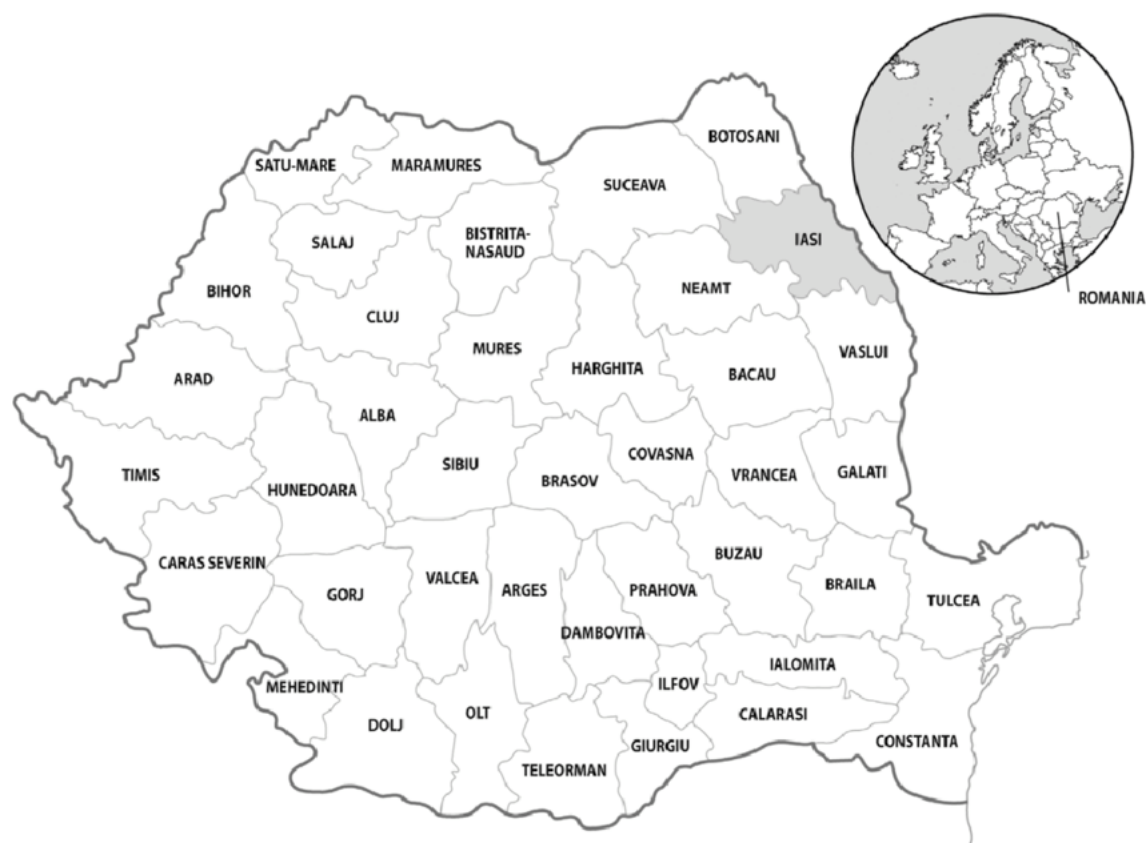 BOTOSANI
SATU-MARE
MARAMURES
SUCEAVA
IASI
SALAJ
BISTRITA-
NASAUD
BIHOR
NEAMT
ROMANIA
CLUJ
MURES
HARGHITA
BACAU
VASLUI
ARAD
ALBA
TIMIS
HUNEDOARA
SIBIU
BRASOV
COVASNA
VRANCEA
GALATI
CARAS SEVERIN
GORJ
VALCEA
ARGES
DAMBOVITA
PRAHOVA
BUZAU
BRAILA
TULCEA
MEHEDINTI
DOLJ
OLT
TELEORMAN
GIURGIU
ILFOV
IALOMITA
CALARASI
CONSTANTA